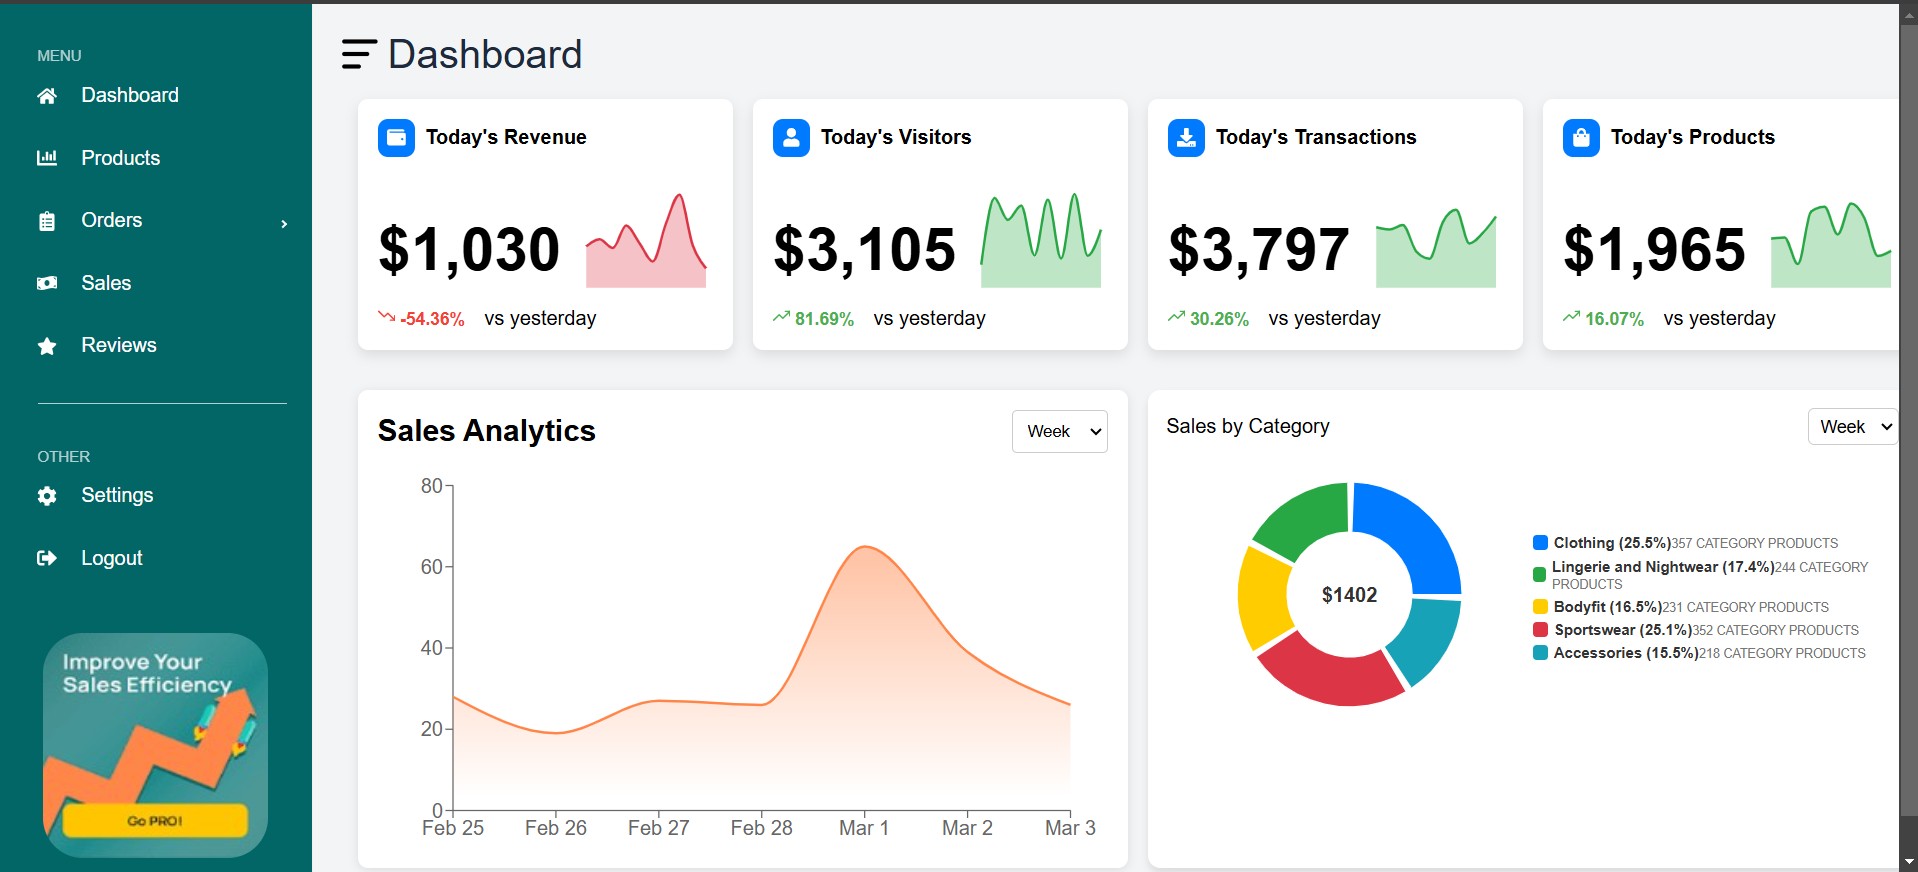 MENU
Dashboard
Products
Orders
Sales
Reviews
OTHER
Settings
Logout
Improve Your
Sales Efficiency
Go PRO!
Dashboard
Today's Revenue
$1,030
-54.36% vs yesterday
Today's Visitors
$3,105
81.69% vs yesterday
Today's Transactions
$3,797
30.26% vs yesterday
Today's Products
$1,965
16.07% vs yesterday
Sales Analytics
Week
80
60
40
20
0
Feb 25 Feb 26 Feb 27 Feb 28 Mar 1 Mar 2 Mar 3
Sales by Category
Week
$1402
Clothing (25.5%)357 CATEGORY PRODUCTS
Lingerie and Nightwear (17.4%)244 CATEGORY
PRODUCTS
Bodyfit (16.5%)231 CATEGORY PRODUCTS
Sportswear (25.1%)352 CATEGORY PRODUCTS
Accessories (15.5%)218 CATEGORY PRODUCTS